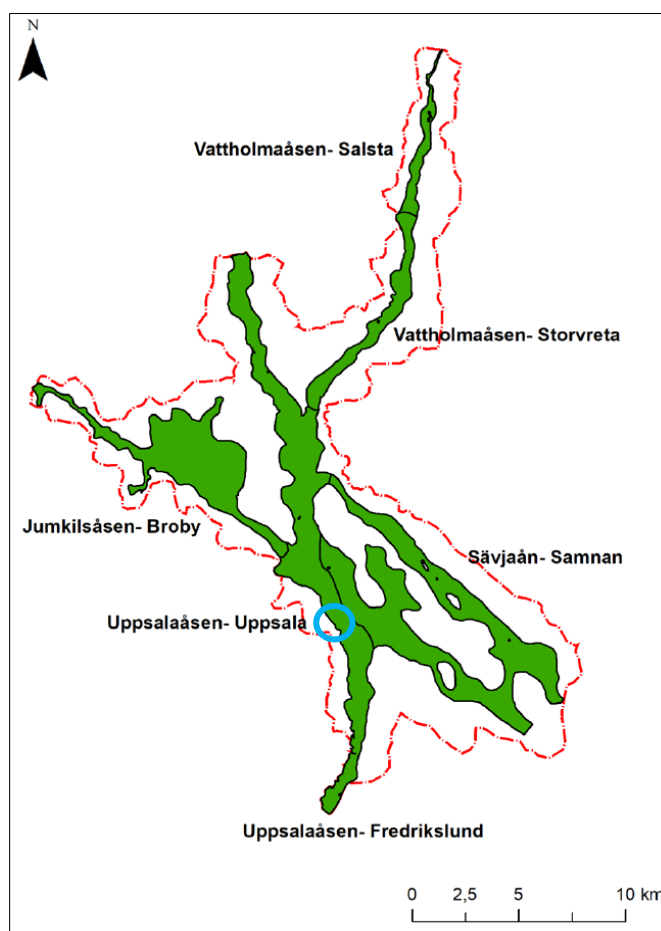 N
Vattholmaåsen- Salsta
Vattholmaåsen- Storvreta
Jumkilsåsen- Broby
Sävjaån- Samnan
Uppsalaåsen- Uppsala
Uppsalaåsen- Fredrikslund
0 2,5 5 10 km